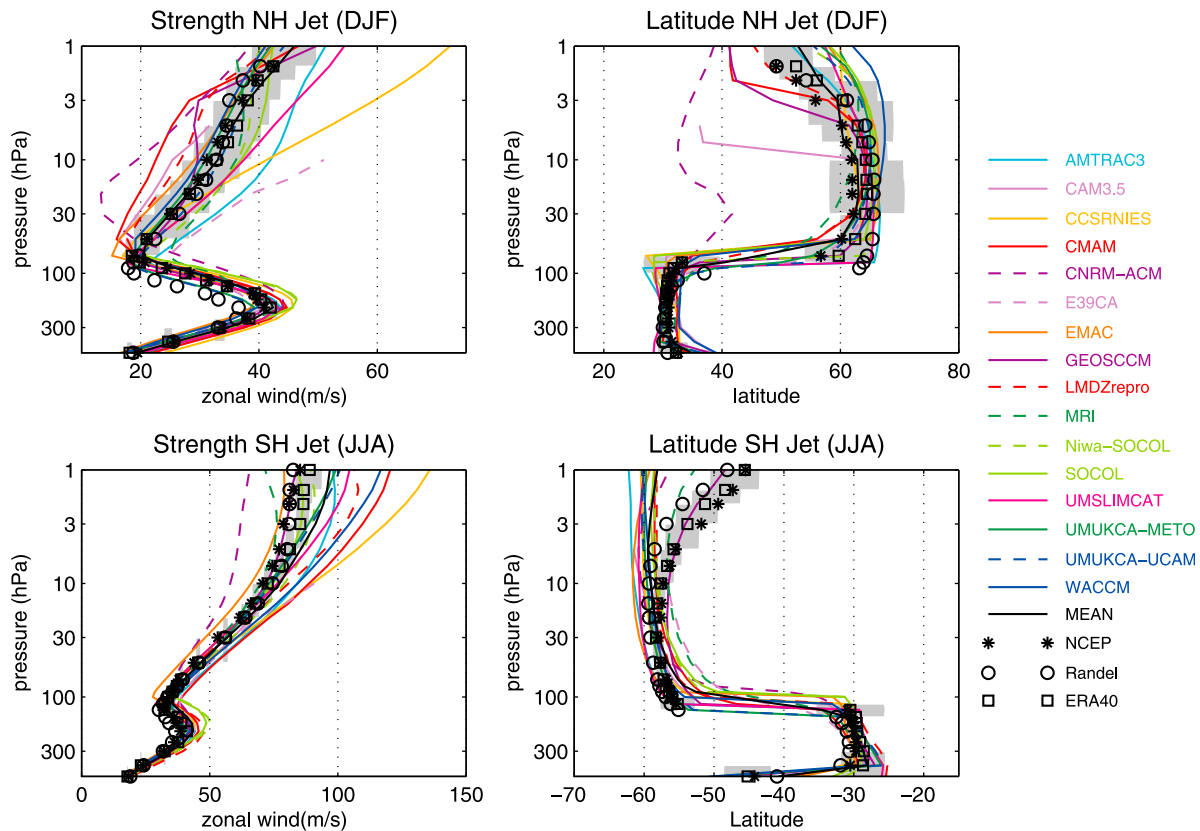 Strength NH Jet (DJF)
Latitude NH Jet (DJF)
pressure (hPa)
1
3
10
30
100
300
20
40
60
zonal wind(m/s)
pressure (hPa)
1
3
10
30
100
300
20
40
60
80
latitude
Strength SH Jet (JJA)
Latitude SH Jet (JJA)
pressure (hPa)
1
3
10
30
100
300
0
50
100
150
zonal wind(m/s)
pressure (hPa)
1
3
10
30
100
300
−70
−60
−50
−40
−30
−20
Latitude
AMTRAC3
CAM3.5
CCSRNIES
CMAM
CNRM−ACM
E39CA
EMAC
GEOSCCM
LMDZrepro
MRI
Niwa−SOCOL
SOCOL
UMSLIMCAT
UMUKCA−METO
UMUKCA−UCAM
WACCM
MEAN
NCEP
Randel
ERA40